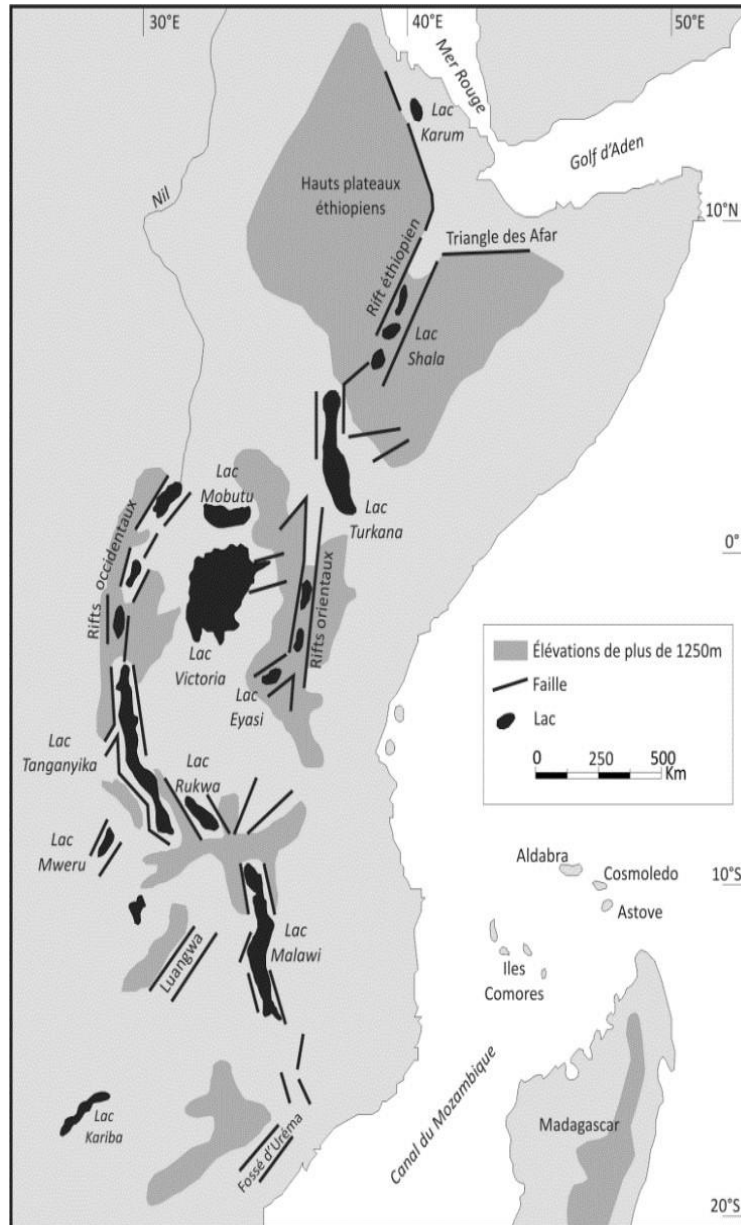 30°E
40°E
50°E
Mer Rouge
Lac
Karum
Golf d'Aden
Nil
Hauts plateaux
éthiopiens
10°N
Triangle des Afar
Rift éthiopien
Lac
Shala
Lac
Mobutu
Lac
Turkana
Rifts occidentaux
0°
Rifts orientaux
Lac
Victoria
Lac
Eyasi
Élévations de plus de 1250m
Faille
Lac
0 250 500
Km
Lac
Tanganyika
Lac
Rukwa
Lac
Mweru
Aldabra
Cosmoledo
10°S
Astove
Luangwa
Lac
Malawi
Iles
Comores
Canal du Mozambique
Lac
Kariba
Madagascar
Fossé d'Uréma
20°S